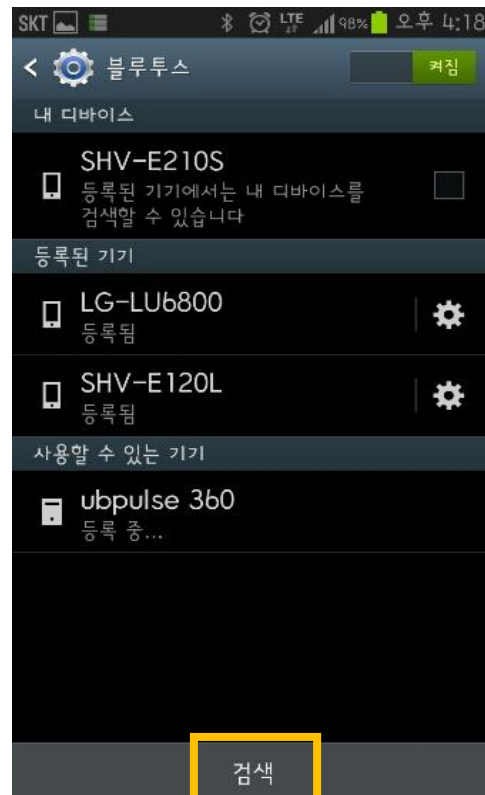 SKT LTE 98% 오후 4:18
< 블루투스 켜짐
내 디바이스
SHV-E210S
등록된 기기에서는 내 디바이스를
검색할 수 있습니다
등록된 기기
LG-LU6800
등록됨
SHV-E120L
등록됨
사용할 수 있는 기기
ubpulse 360
등록 중...
검색